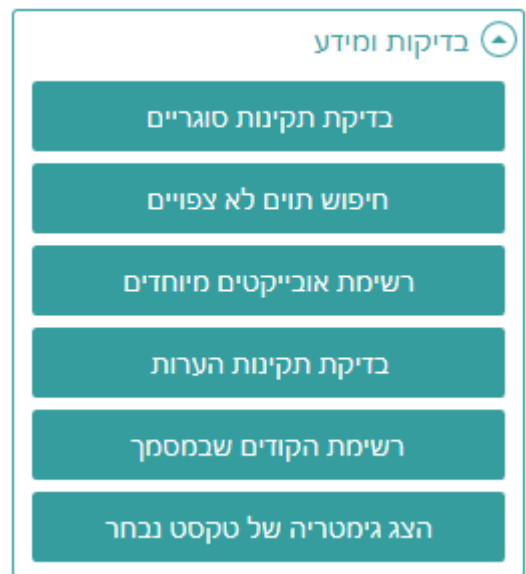 בדיקות ומידע
בדיקת תקינות סוגריים
חיפוש תוים לא צפויים
רשימת אובייקטים מיוחדים
בדיקת תקינות הערות
רשימת הקודים שבמסמך
הצג גימטריה של טקסט נבחר